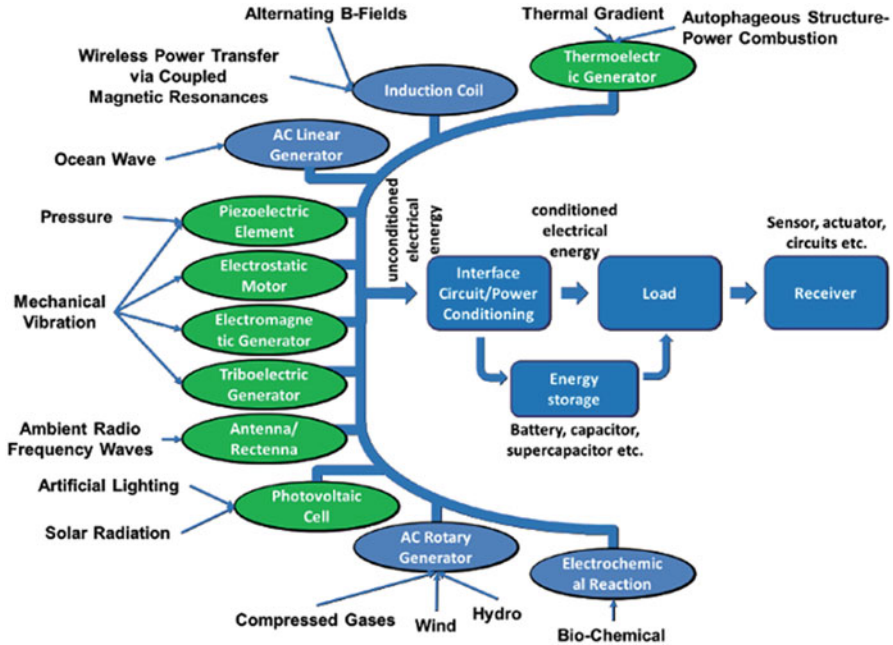 Alternating B-Fields
Thermal Gradient
Autophageous Structure-
Power Combustion
Wireless Power Transfer
via Coupled
Magnetic Resonances
Induction Coil
Thermoelectr
ic Generator
Ocean Wave
AC Linear
Generator
Pressure
Piezoelectric
Element
Mechanical
Vibration
Electrostatic
Motor
Electromagne
tic Generator
Triboelectric
Generator
Ambient Radio
Frequency Waves
Antenna/
Rectenna
Artificial Lighting
Solar Radiation
Photovoltaic
Cell
AC Rotary
Generator
Compressed Gases
Wind
Hydro
Electrochemic
al Reaction
Bio-Chemical
unconditioned
electrical
energy
Interface
Circuit/Power
Conditioning
conditioned
electrical
energy
Load
Sensor, actuator,
circuits etc.
Receiver
Energy
storage
Battery, capacitor,
supercapacitor etc.